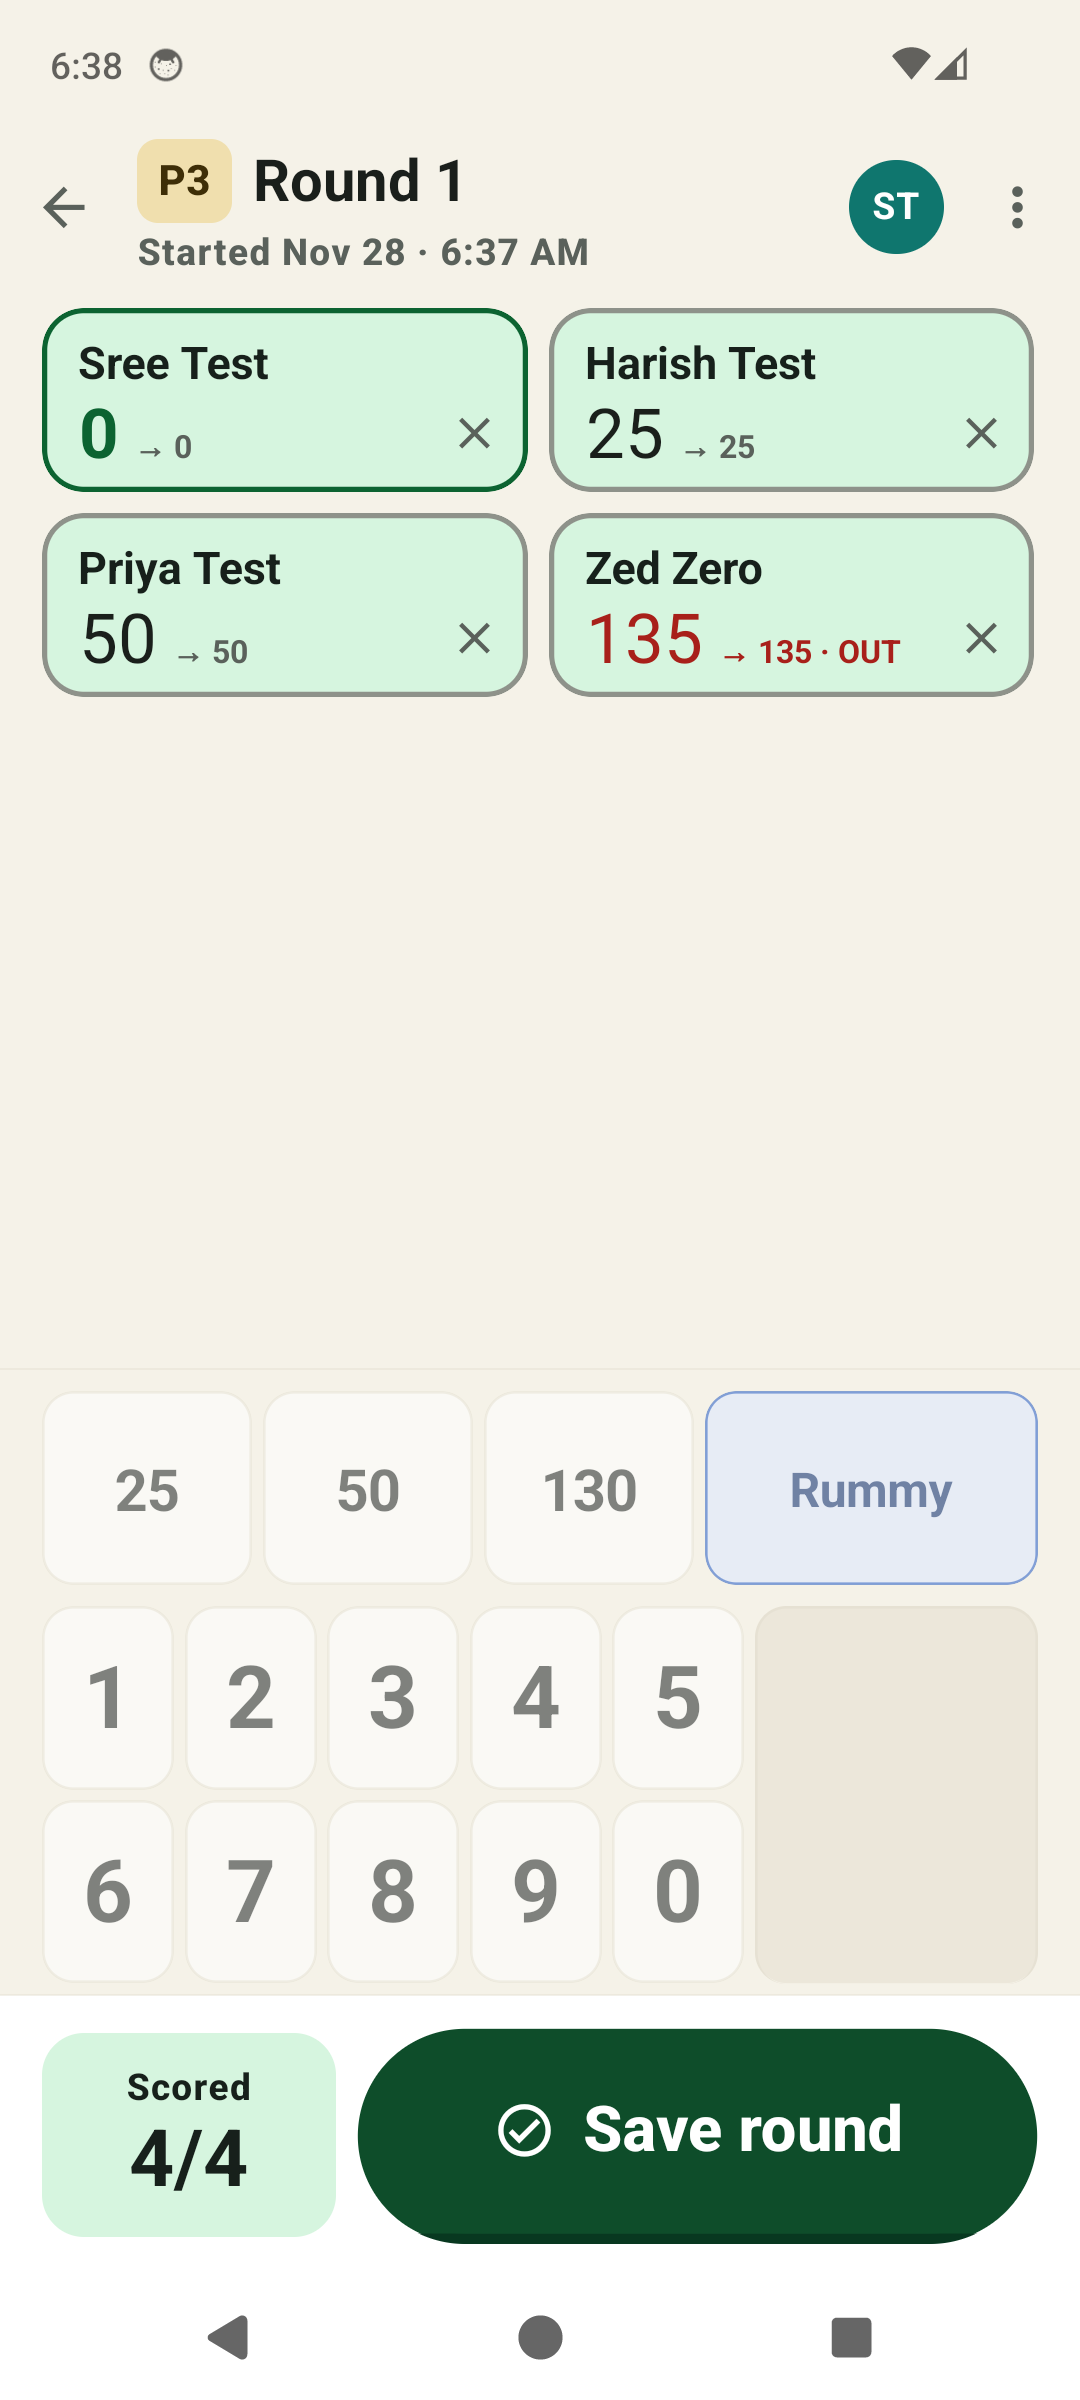 6:38
P3 Round 1
ST
Started Nov 28 · 6:37 AM
Sree Test
0 → 0
Harish Test
25 → 25
Priya Test
50 → 50
Zed Zero
135 → 135 · OUT
25 50 130 Rummy
1 2 3 4 5
6 7 8 9 0
Scored
4/4
Save round